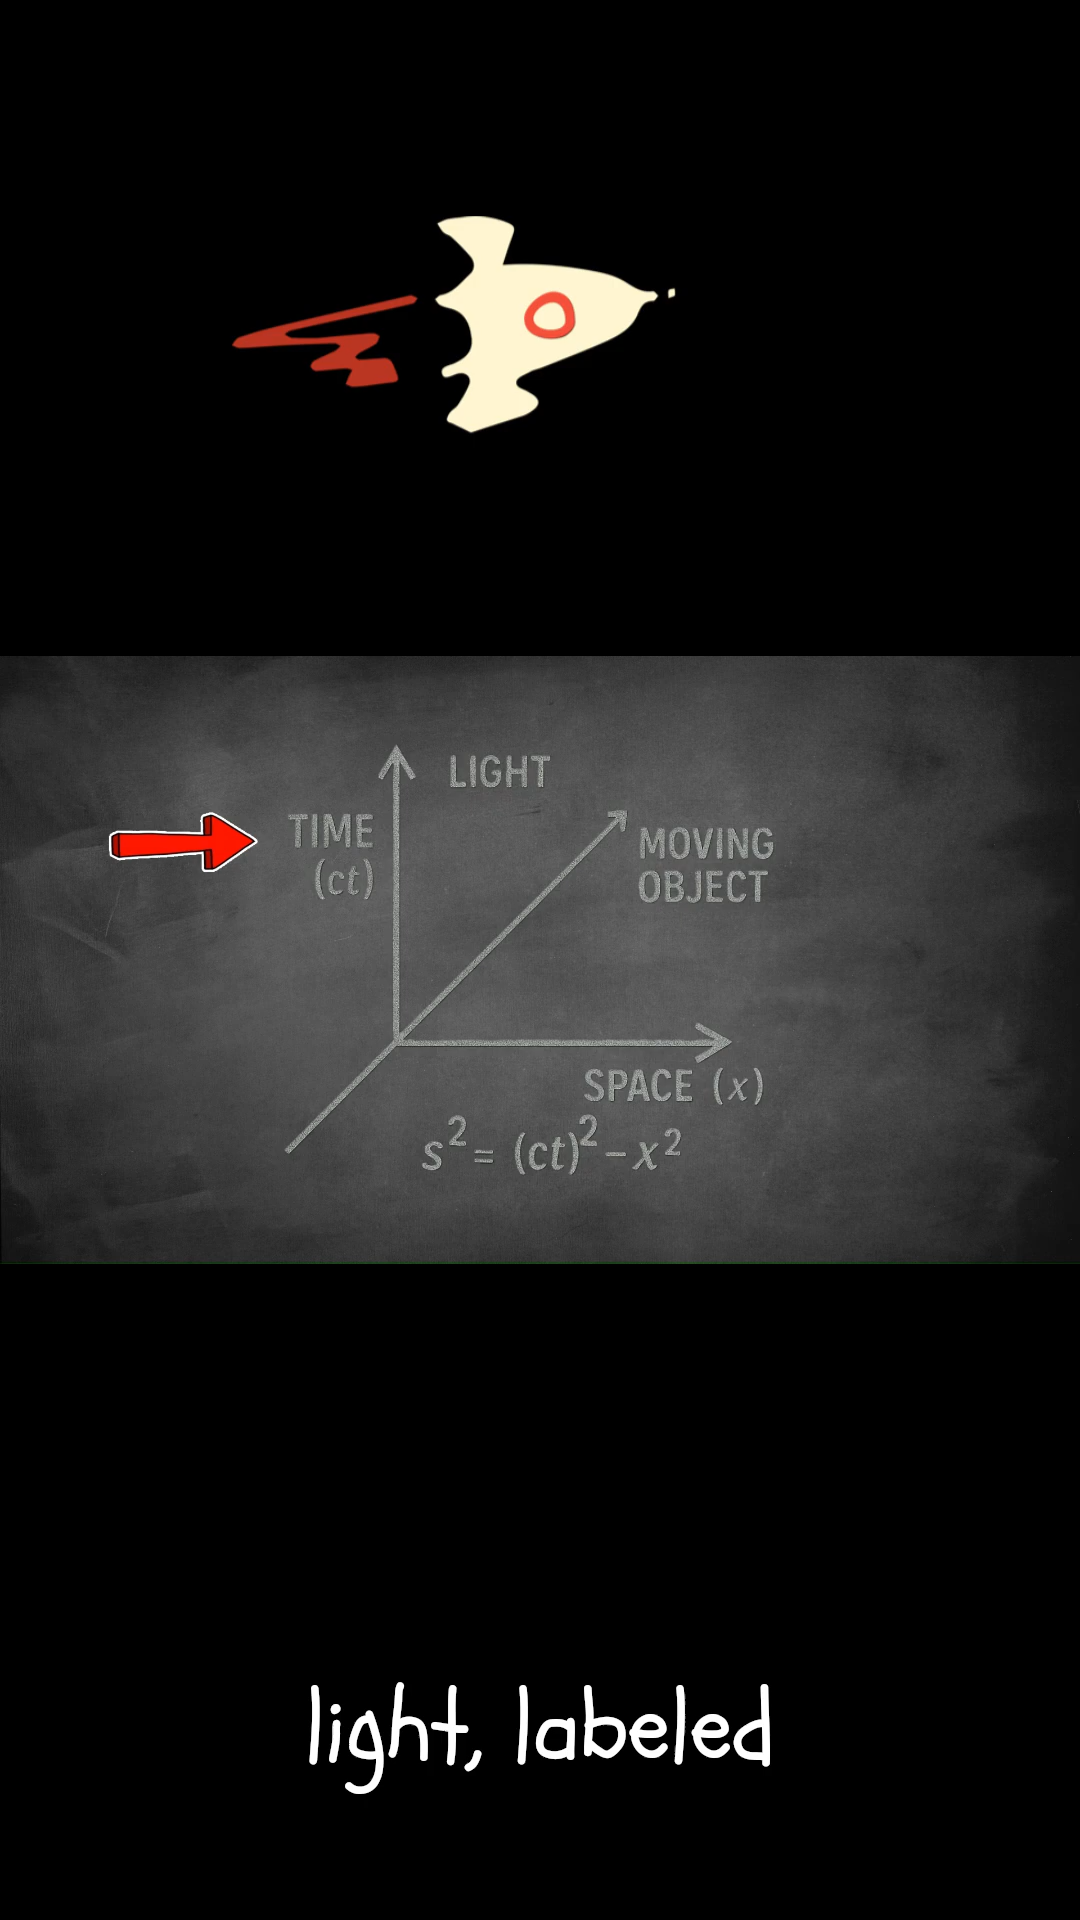 LIGHT
TIME
(ct)
MOVING
OBJECT
SPACE (x)
s² = (ct)² – x²
light, labeled